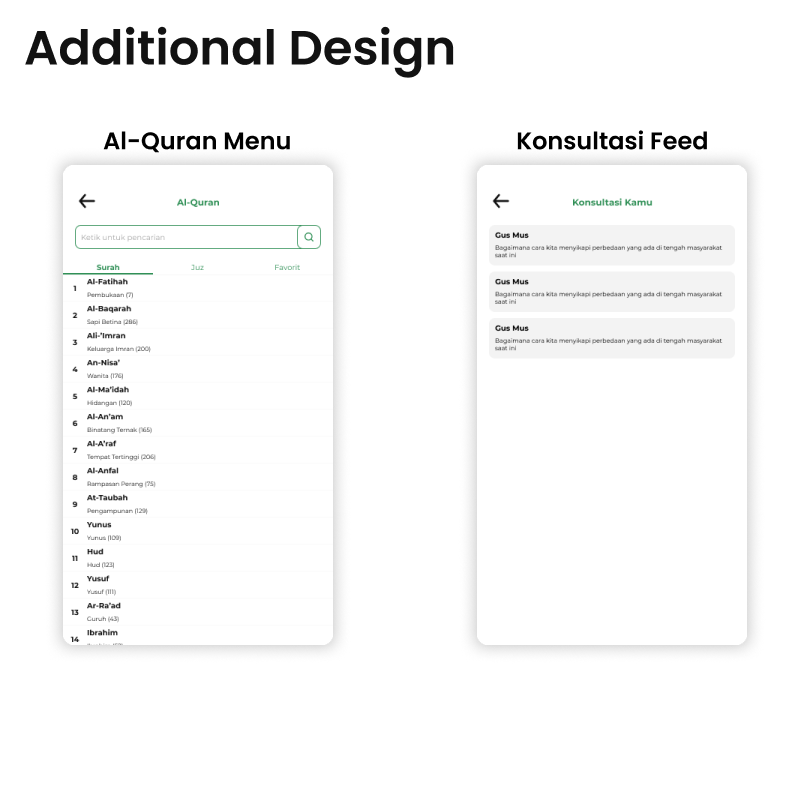 Additional Design
Al-Quran Menu
Al-Quran
Ketik untuk pencarian
Surah
Juz
Favorit
1
Al-Fatihah
Pembukaan (7)
2
Al-Baqarah
Sapi Betina (286)
3
Ali-'Imran
Keluarga Imran (200)
4
An-Nisa'
Wanita (176)
5
Al-Ma'idah
Hidangan (120)
6
Al-An'am
Binatang Ternak (165)
7
Al-A'raf
Tempat Tertinggi (206)
8
Al-Anfal
Rampasan Perang (75)
9
At-Taubah
Pengampunan (129)
10
Yunus
Yunus (109)
11
Hud
Hud (123)
12
Yusuf
Yusuf (111)
13
Ar-Ra'ad
Guruh (43)
14
Ibrahim
Konsultasi Feed
Konsultasi Kamu
Gus Mus
Bagaimana cara kita menyikapi perbedaan yang ada di tengah masyarakat
saat ini
Gus Mus
Bagaimana cara kita menyikapi perbedaan yang ada di tengah masyarakat
saat ini
Gus Mus
Bagaimana cara kita menyikapi perbedaan yang ada di tengah masyarakat
saat ini